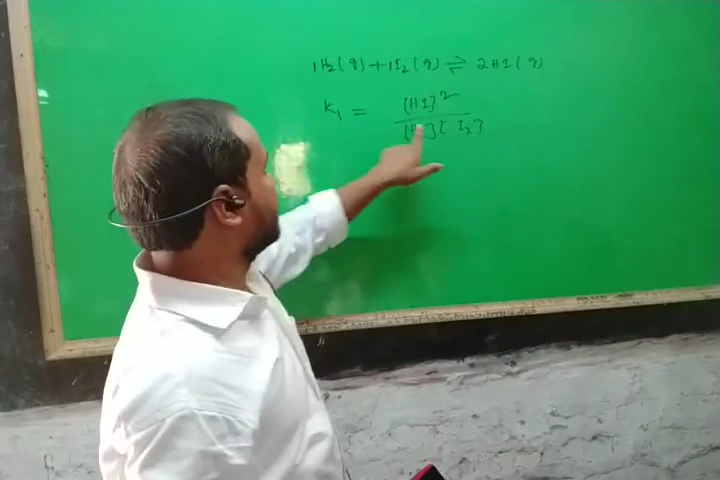 1H₂(g) + 1I₂(g) ⇌ 2HI(g)
K₁ = [HI]²
[H₂][I₂]